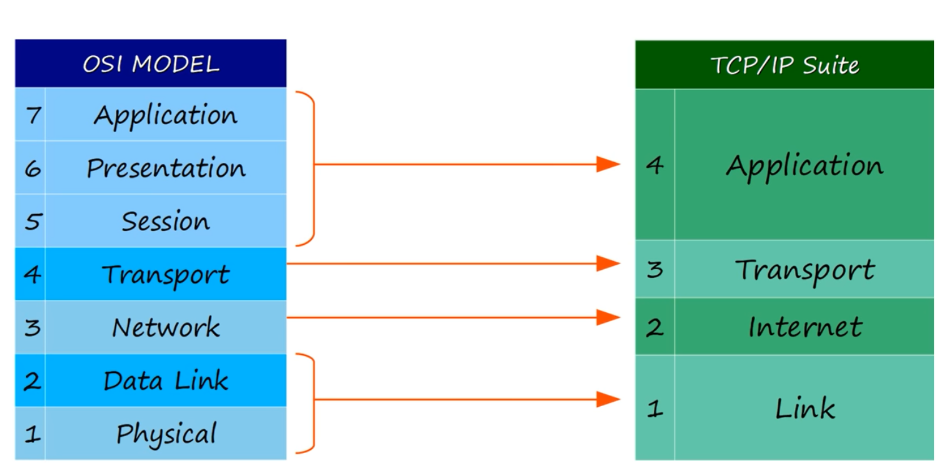 OSI MODEL
7 Application
6 Presentation
5 Session
4 Transport
3 Network
2 Data Link
1 Physical
TCP/IP Suite
4 Application
3 Transport
2 Internet
1 Link